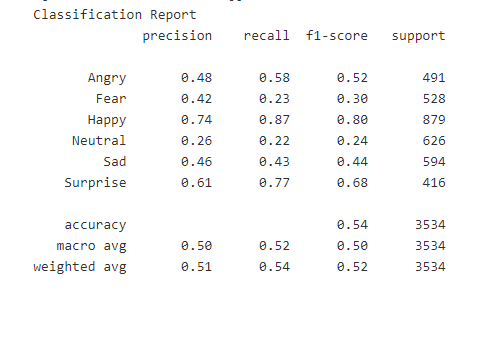 Classification Report
precision recall f1-score support
Angry 0.48 0.58 0.52 491
Fear 0.42 0.23 0.30 528
Happy 0.74 0.87 0.80 879
Neutral 0.26 0.22 0.24 626
Sad 0.46 0.43 0.44 594
Surprise 0.61 0.77 0.68 416
accuracy 0.54 3534
macro avg 0.50 0.52 0.50 3534
weighted avg 0.51 0.54 0.52 3534